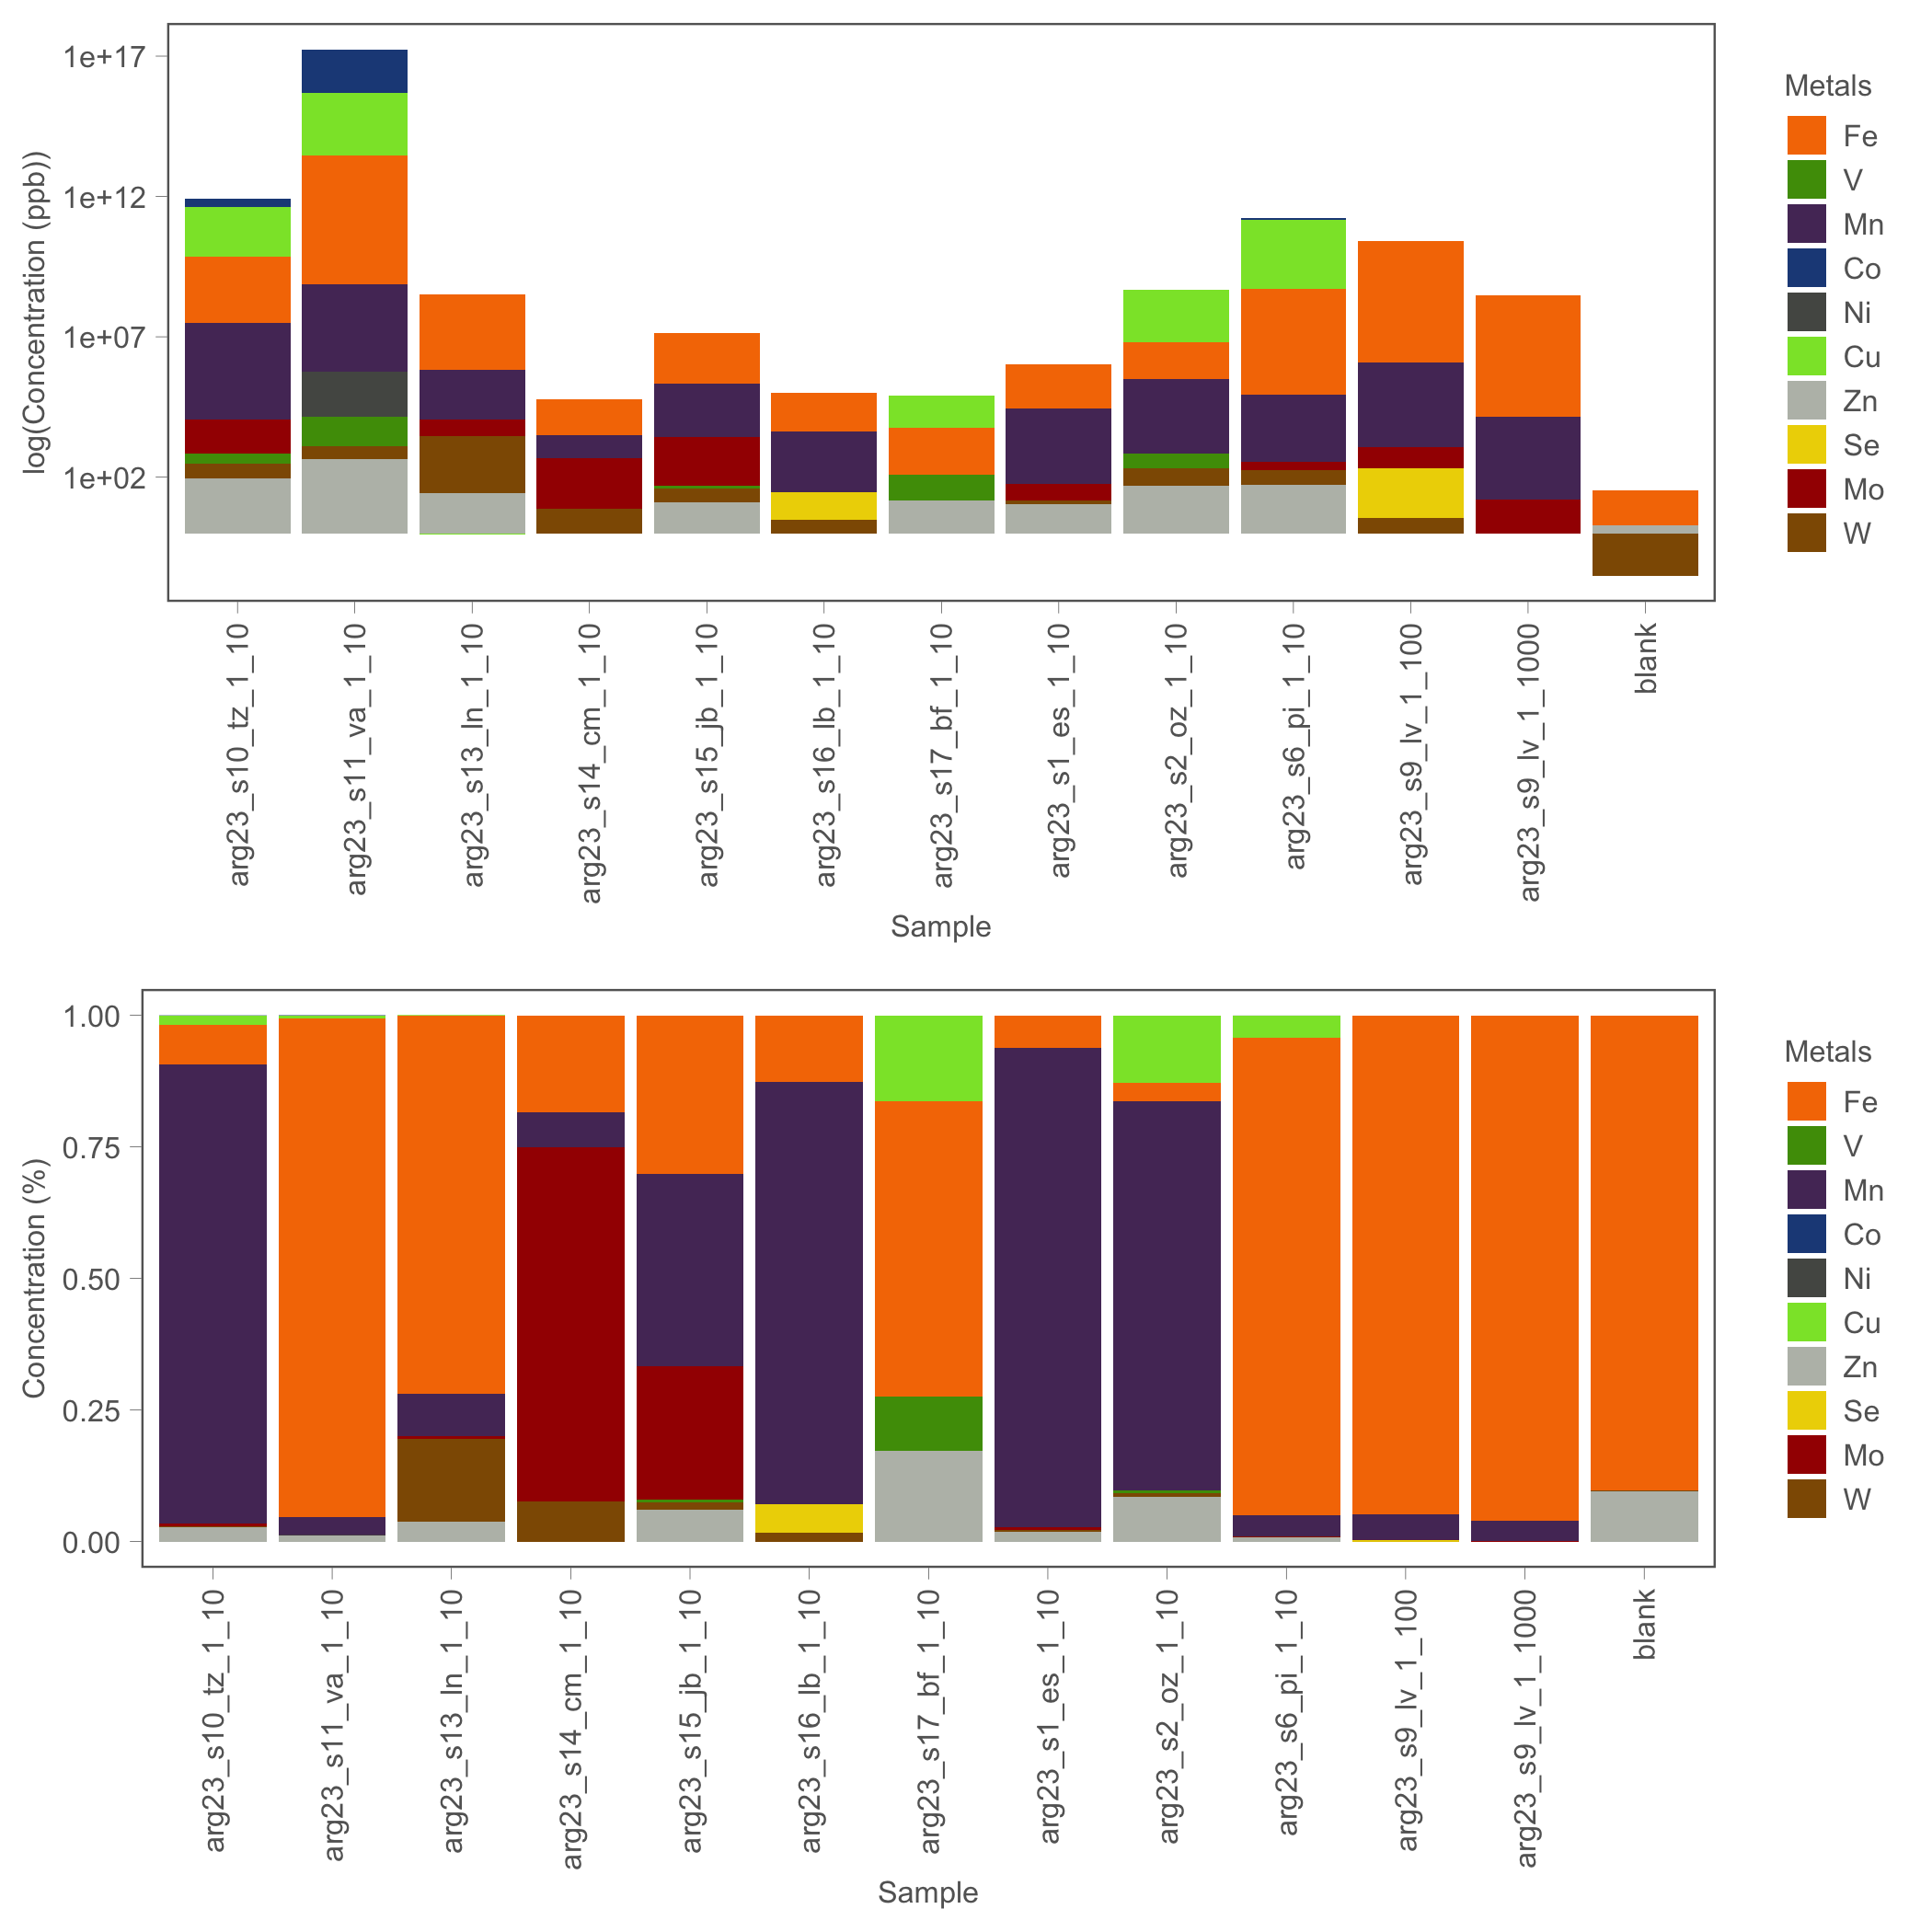 log(Concentration (ppb))
1e+17
1e+12
1e+07
1e+02
arg23_s10_tz_1_10
arg23_s11_va_1_10
arg23_s13_ln_1_10
arg23_s14_cm_1_10
arg23_s15_jb_1_10
arg23_s16_lb_1_10
arg23_s17_bf_1_10
arg23_s1_es_1_10
arg23_s2_oz_1_10
arg23_s6_pi_1_10
arg23_s9_lv_1_100
arg23_s9_lv_1_1000
blank
Sample
Metals
Fe
V
Mn
Co
Ni
Cu
Zn
Se
Mo
W
Concentration (%)
1.00
0.75
0.50
0.25
0.00
arg23_s10_tz_1_10
arg23_s11_va_1_10
arg23_s13_ln_1_10
arg23_s14_cm_1_10
arg23_s15_jb_1_10
arg23_s16_lb_1_10
arg23_s17_bf_1_10
arg23_s1_es_1_10
arg23_s2_oz_1_10
arg23_s6_pi_1_10
arg23_s9_lv_1_100
arg23_s9_lv_1_1000
blank
Sample
Metals
Fe
V
Mn
Co
Ni
Cu
Zn
Se
Mo
W